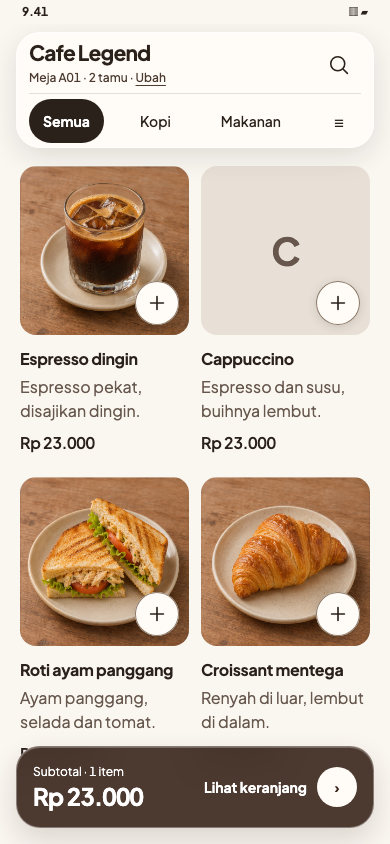 9.41
Cafe Legend
Meja A01 · 2 tamu · Ubah
Semua
Kopi
Makanan
C
Espresso dingin
Cappuccino
Espresso pekat,
disajikan dingin.
Espresso dan susu,
buihnya lembut.
Rp 23.000
Rp 23.000
Roti ayam panggang
Croissant mentega
Ayam panggang,
selada dan tomat.
Renyah di luar, lembut
di dalam.
Subtotal · 1 item
Rp 23.000
Lihat keranjang